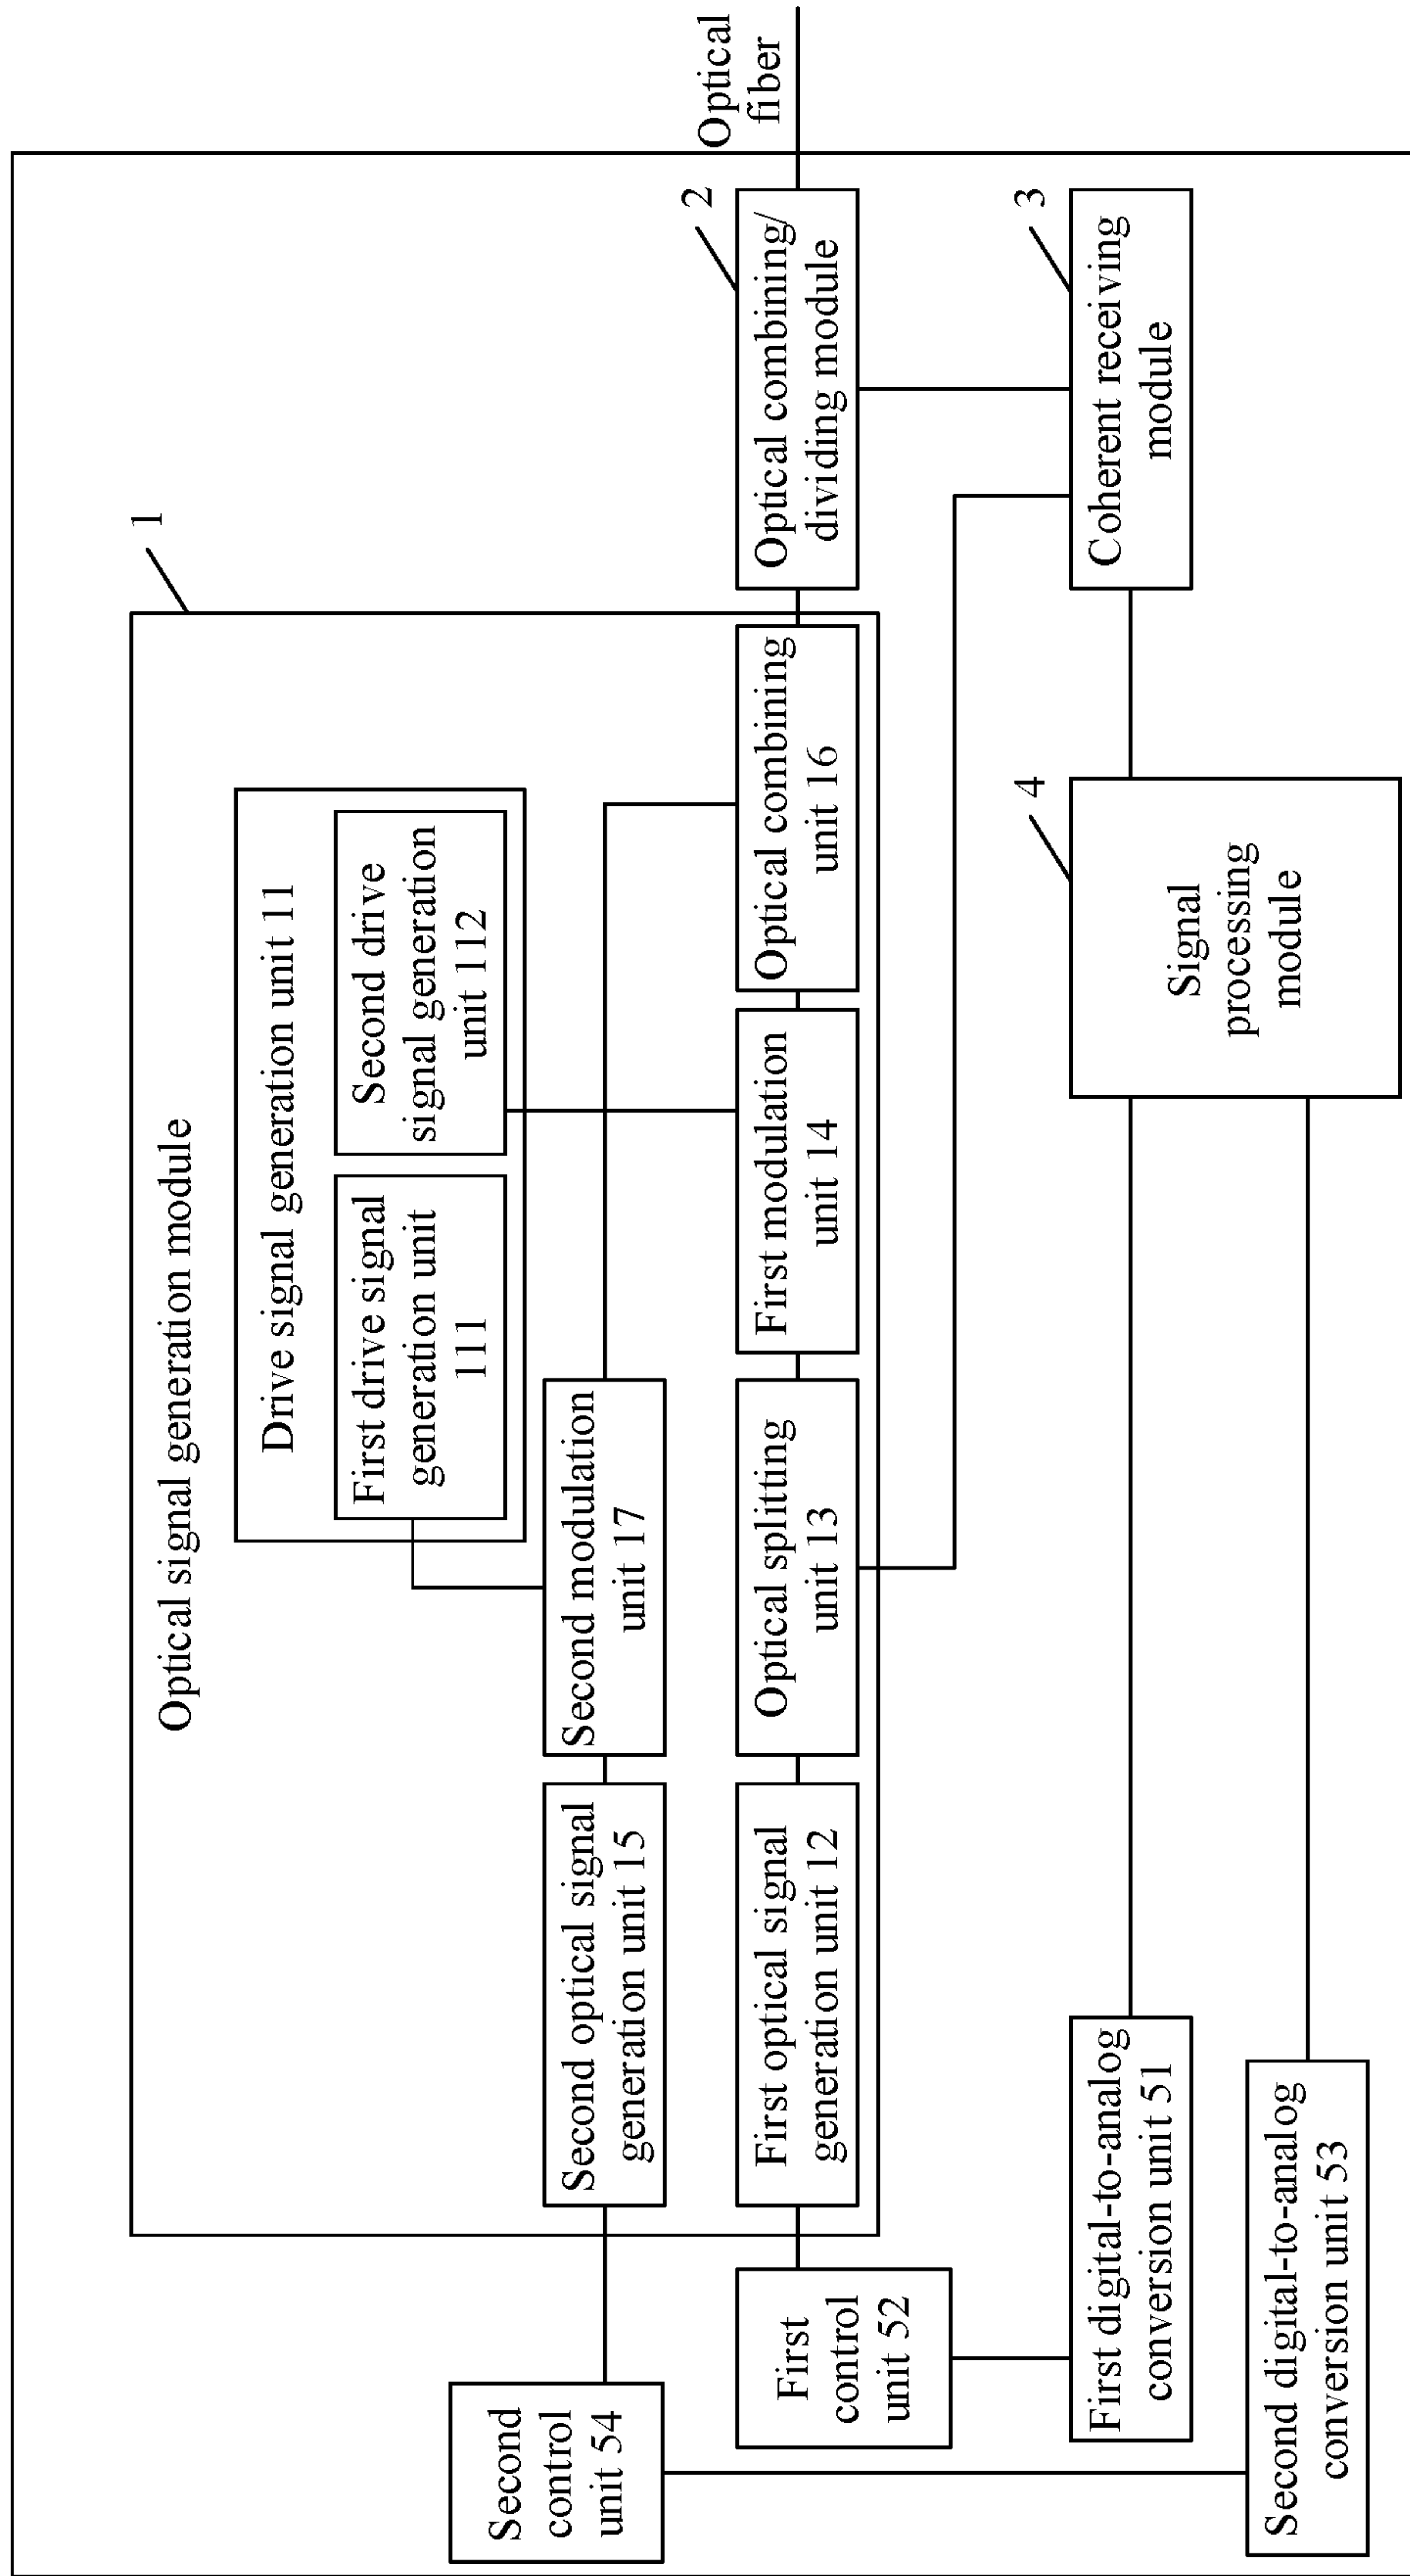 Optical signal generation module
1
Drive signal generation unit 11
First drive signal
generation unit
111
Second drive
signal generation
unit 112
Second control
unit 54
Second optical signal
generation unit 15
Second modulation
unit 17
First
control
unit 52
First optical signal
generation unit 12
Optical splitting
unit 13
First modulation
unit 14
Optical combining
unit 16
2
Optical combining/
dividing module
Optical
fiber
First digital-to-analog
conversion unit 51
4
Signal
processing
module
3
Coherent receiving
module
Second digital-to-analog
conversion unit 53